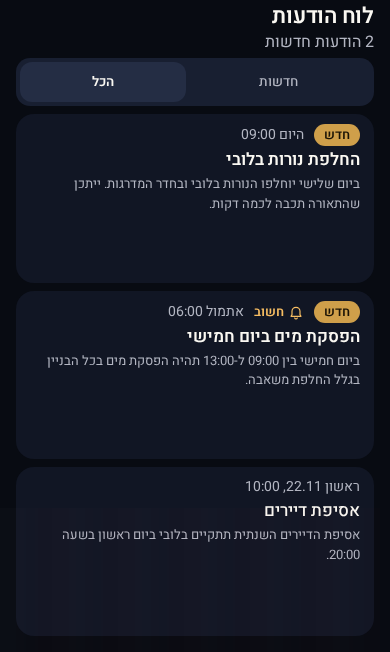 לוח הודעות
2 הודעות חדשות
חדשות
הכל
חדש היום 09:00
החלפת נורות בלובי
ביום שלישי יוחלפו הנורות בלובי ובחדר המדרגות. ייתכן
שהתאורה תכבה לכמה דקות.
חדש חשוב אתמול 06:00
הפסקת מים ביום חמישי
ביום חמישי בין 09:00 ל-13:00 תהיה הפסקת מים בכל הבניין
בגלל החלפת משאבה.
ראשון 22.11, 10:00
אסיפת דיירים
אסיפת הדיירים השנתית תתקיים בלובי ביום ראשון בשעה
20:00.